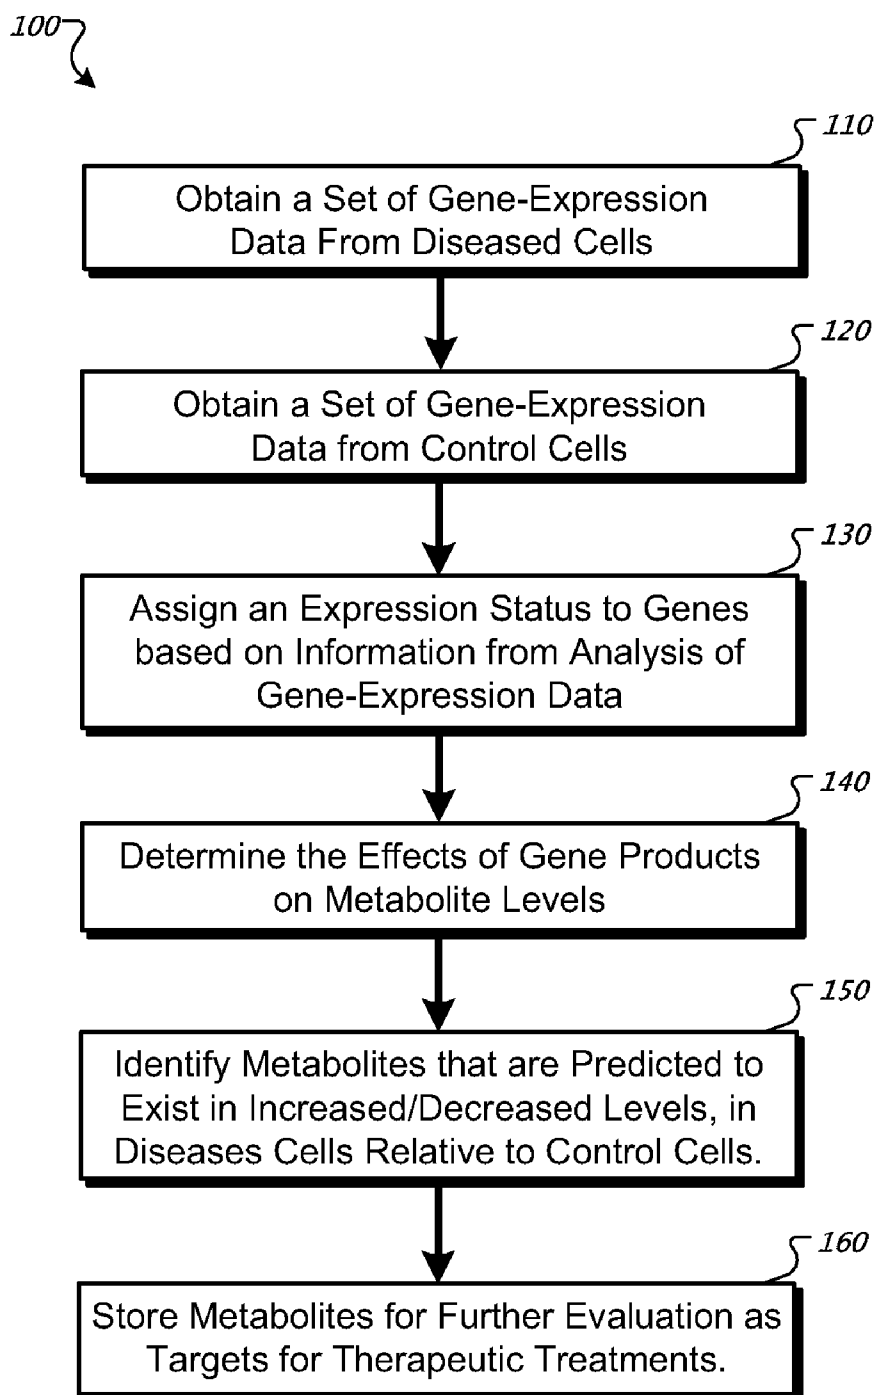 100
110
Obtain a Set of Gene-Expression
Data From Diseased Cells
120
Obtain a Set of Gene-Expression
Data from Control Cells
130
Assign an Expression Status to Genes
based on Information from Analysis of
Gene-Expression Data
140
Determine the Effects of Gene Products
on Metabolite Levels
150
Identify Metabolites that are Predicted to
Exist in Increased/Decreased Levels, in
Diseases Cells Relative to Control Cells.
160
Store Metabolites for Further Evaluation as
Targets for Therapeutic Treatments.